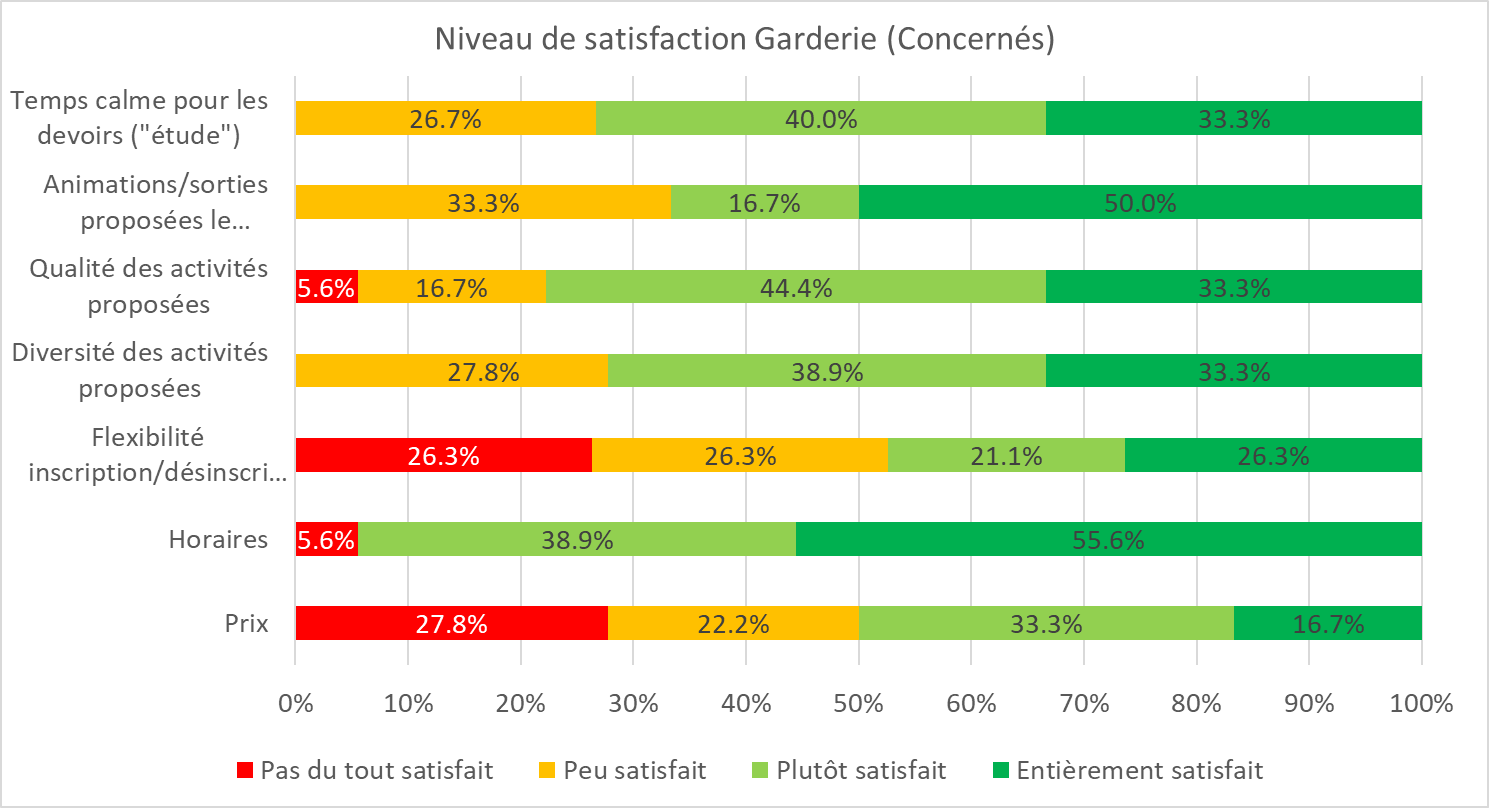 Niveau de satisfaction Garderie (Concernés)
Temps calme pour les
devoirs ("étude")
26.7% 40.0% 33.3%
Animations/sorties
proposées le...
33.3% 16.7% 50.0%
Qualité des activités
proposées
5.6% 16.7% 44.4% 33.3%
Diversité des activités
proposées
27.8% 38.9% 33.3%
Flexibilité
inscription/désinscri...
26.3% 26.3% 21.1% 26.3%
Horaires
5.6% 38.9% 55.6%
Prix
27.8% 22.2% 33.3% 16.7%
0% 10% 20% 30% 40% 50% 60% 70% 80% 90% 100%
Pas du tout satisfait Peu satisfait Plutôt satisfait Entièrement satisfait